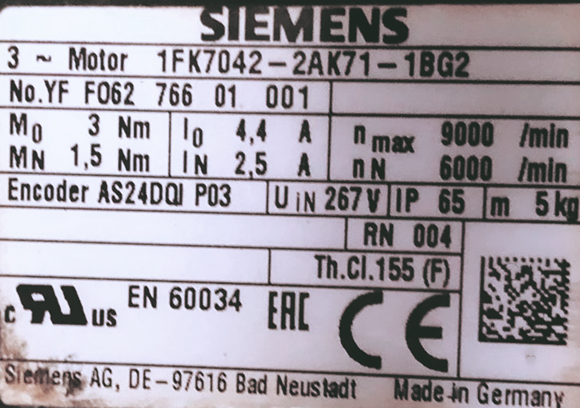 SIEMENS
3 ~ Motor 1FK7042-2AK71-1BG2
No.YF F062 766 01 001
M0 3 Nm I0 4,4 A n max 9000 /min
MN 1,5 Nm IN 2,5 A nN 6000 /min
Encoder AS24DQI P03 U iN 267 V IP 65 m 5 kg
RN 004
Th.Cl.155 (F)
c RU us EN 60034 EAC CE
Siemens AG, DE-97616 Bad Neustadt Made in Germany